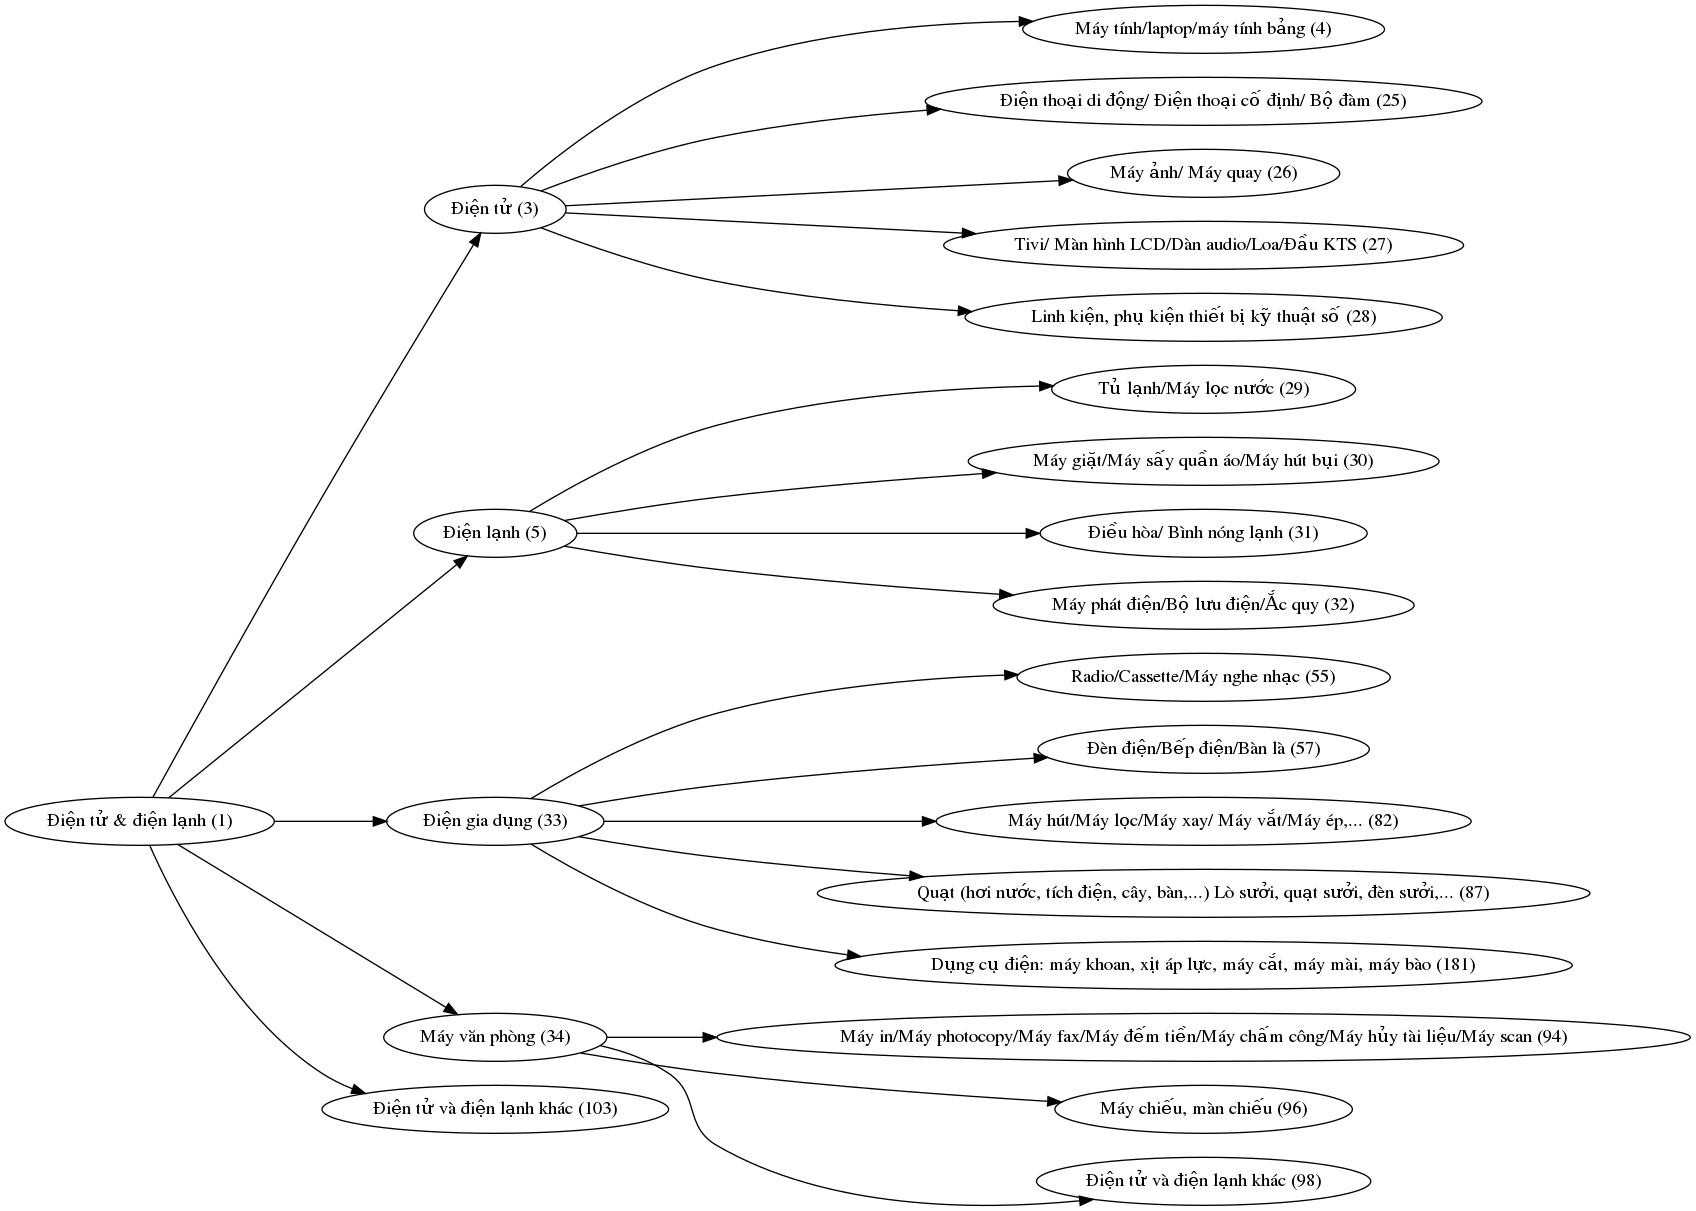 Máy tính/laptop/máy tính bảng (4)
Điện thoại di động/ Điện thoại cố định/ Bộ đàm (25)
Máy ảnh/ Máy quay (26)
Điện tử (3)
Tivi/ Màn hình LCD/Dàn audio/Loa/Đầu KTS (27)
Linh kiện, phụ kiện thiết bị kỹ thuật số (28)
Tủ lạnh/Máy lọc nước (29)
Máy giặt/Máy sấy quần áo/Máy hút bụi (30)
Điện lạnh (5)
Điều hòa/ Bình nóng lạnh (31)
Máy phát điện/Bộ lưu điện/Ắc quy (32)
Radio/Cassette/Máy nghe nhạc (55)
Đèn điện/Bếp điện/Bàn là (57)
Điện tử & điện lạnh (1)
Điện gia dụng (33)
Máy hút/Máy lọc/Máy xay/ Máy vắt/Máy ép,... (82)
Quạt (hơi nước, tích điện, cây, bàn,...) Lò sưởi, quạt sưởi, đèn sưởi,... (87)
Dụng cụ điện: máy khoan, xịt áp lực, máy cắt, máy mài, máy bào (181)
Máy văn phòng (34)
Máy in/Máy photocopy/Máy fax/Máy đếm tiền/Máy chấm công/Máy hủy tài liệu/Máy scan (94)
Điện tử và điện lạnh khác (103)
Máy chiếu, màn chiếu (96)
Điện tử và điện lạnh khác (98)